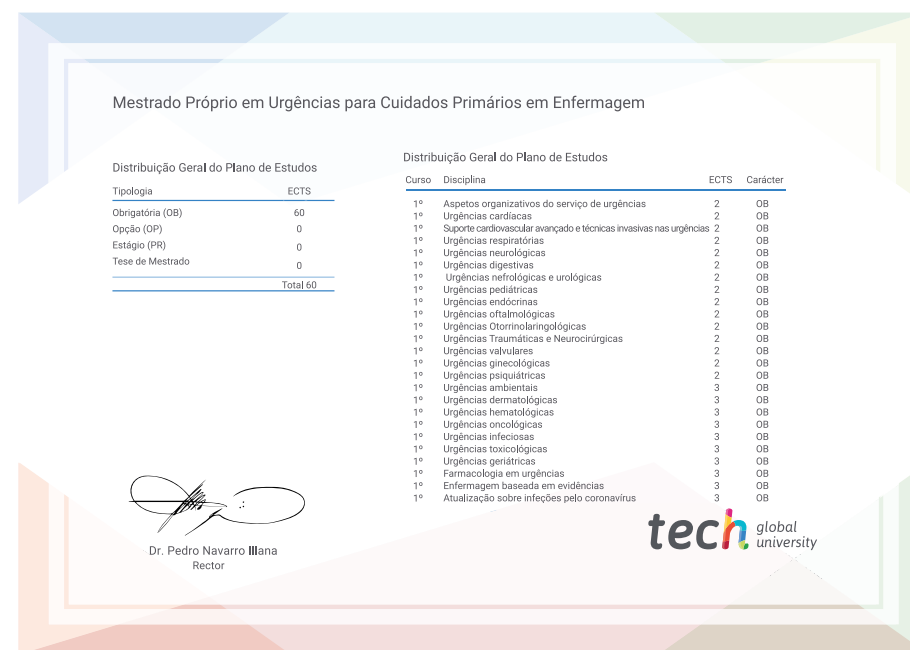 Mestrado Próprio em Urgências para Cuidados Primários em Enfermagem
Distribuição Geral do Plano de Estudos
Tipologia ECTS
Obrigatória (OB) 60
Opção (OP) 0
Estágio (PR) 0
Tese de Mestrado 0
Total 60
Distribuição Geral do Plano de Estudos
Curso Disciplina ECTS Carácter
1º Aspetos organizativos do serviço de urgências 2 OB
1º Urgências cardíacas 2 OB
1º Suporte cardiovascular avançado e técnicas invasivas nas urgências 2 OB
1º Urgências respiratórias 2 OB
1º Urgências neurológicas 2 OB
1º Urgências digestivas 2 OB
1º Urgências nefrológicas e urológicas 2 OB
1º Urgências pediátricas 2 OB
1º Urgências endócrinas 2 OB
1º Urgências oftalmológicas 2 OB
1º Urgências Otorrinolaringológicas 2 OB
1º Urgências Traumáticas e Neurocirúrgicas 2 OB
1º Urgências valvulares 2 OB
1º Urgências ginecológicas 2 OB
1º Urgências psiquiátricas 2 OB
1º Urgências ambientais 3 OB
1º Urgências dermatológicas 3 OB
1º Urgências hematológicas 3 OB
1º Urgências oncológicas 3 OB
1º Urgências infeciosas 3 OB
1º Urgências toxicológicas 3 OB
1º Urgências geriátricas 3 OB
1º Farmacologia em urgências 3 OB
1º Enfermagem baseada em evidências 3 OB
1º Atualização sobre infeções pelo coronavírus 3 OB
Dr. Pedro Navarro Illana
Rector
tech global
university